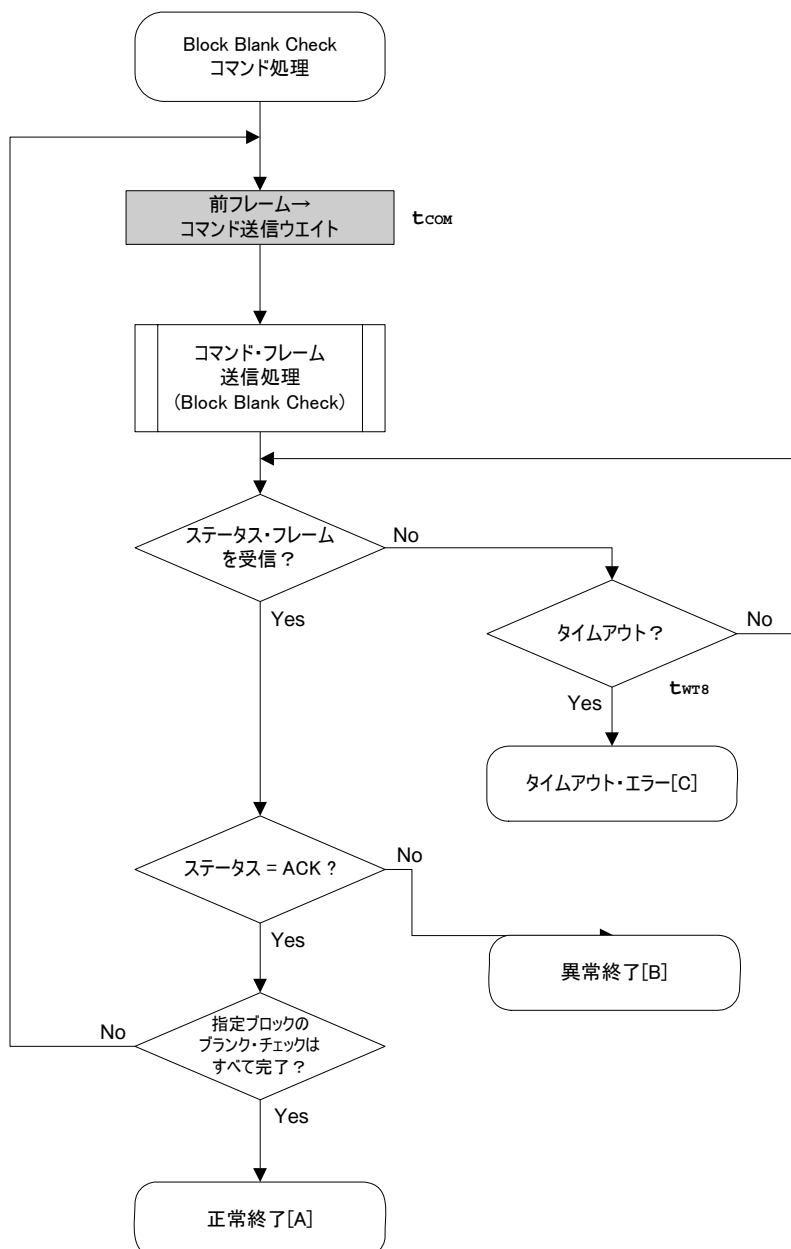 Block Blank Check
コマンド処理
前フレーム→
コマンド送信ウエイト
tCOM
コマンド・フレーム
送信処理
(Block Blank Check)
ステータス・フレーム
を受信？
No
Yes
タイムアウト？
No
tWT8
Yes
タイムアウト・エラー[C]
ステータス = ACK？
No
Yes
異常終了[B]
指定ブロックの
ブランク・チェックは
すべて完了？
No
Yes
正常終了[A]